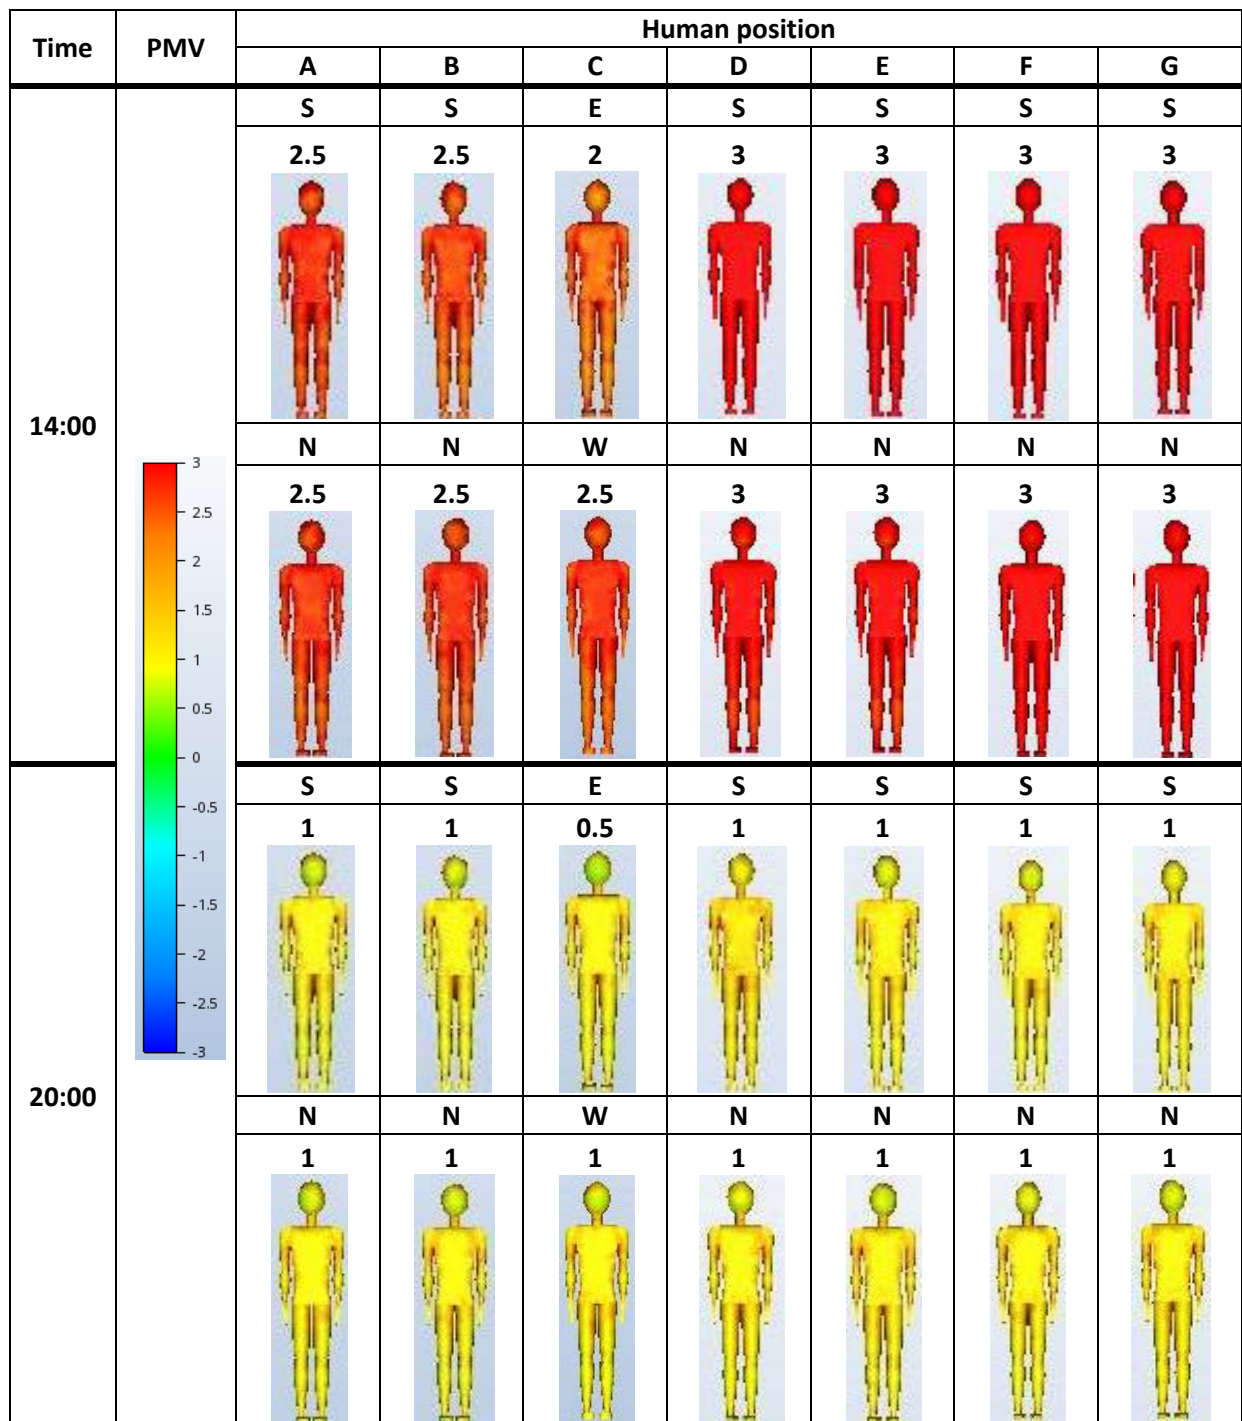 Time PMV Human position
A B C D E F G
S S E S S S S
2.5 2.5 2 3 3 3 3
14:00
N N W N N N N
2.5 2.5 2.5 3 3 3 3
3
2.5
2
1.5
1
0.5
0
-0.5
-1
-1.5
-2
-2.5
-3
20:00
S S E S S S S
1 1 0.5 1 1 1 1
N N W N N N N
1 1 1 1 1 1 1